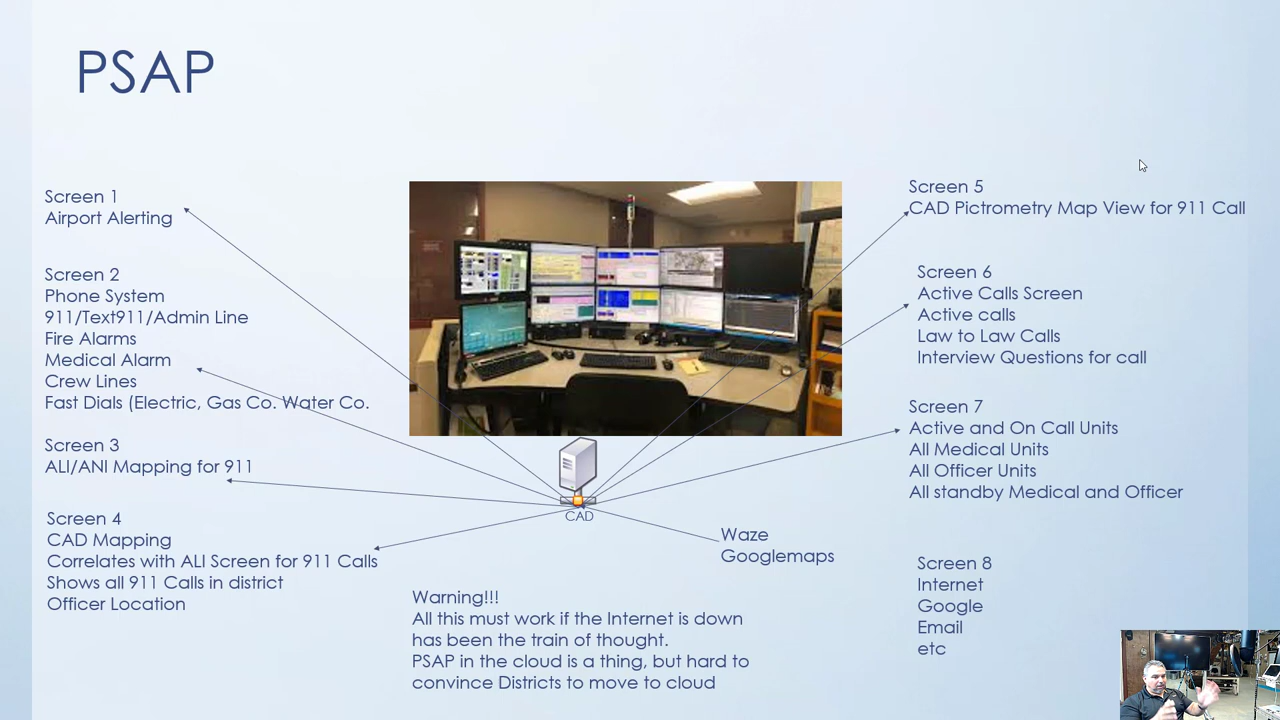 PSAP
Screen 1
Airport Alerting
Screen 2
Phone System
911/Text911/Admin Line
Fire Alarms
Medical Alarm
Crew Lines
Fast Dials (Electric, Gas Co. Water Co.
Screen 3
ALI/ANI Mapping for 911
Screen 4
CAD Mapping
Correlates with ALI Screen for 911 Calls
Shows all 911 Calls in district
Officer Location
CAD
Waze
Googlemaps
Warning!!!
All this must work if the Internet is down
has been the train of thought.
PSAP in the cloud is a thing, but hard to
convince Districts to move to cloud
Screen 5
CAD Pictrometry Map View for 911 Call
Screen 6
Active Calls Screen
Active calls
Law to Law Calls
Interview Questions for call
Screen 7
Active and On Call Units
All Medical Units
All Officer Units
All standby Medical and Officer
Screen 8
Internet
Google
Email
etc